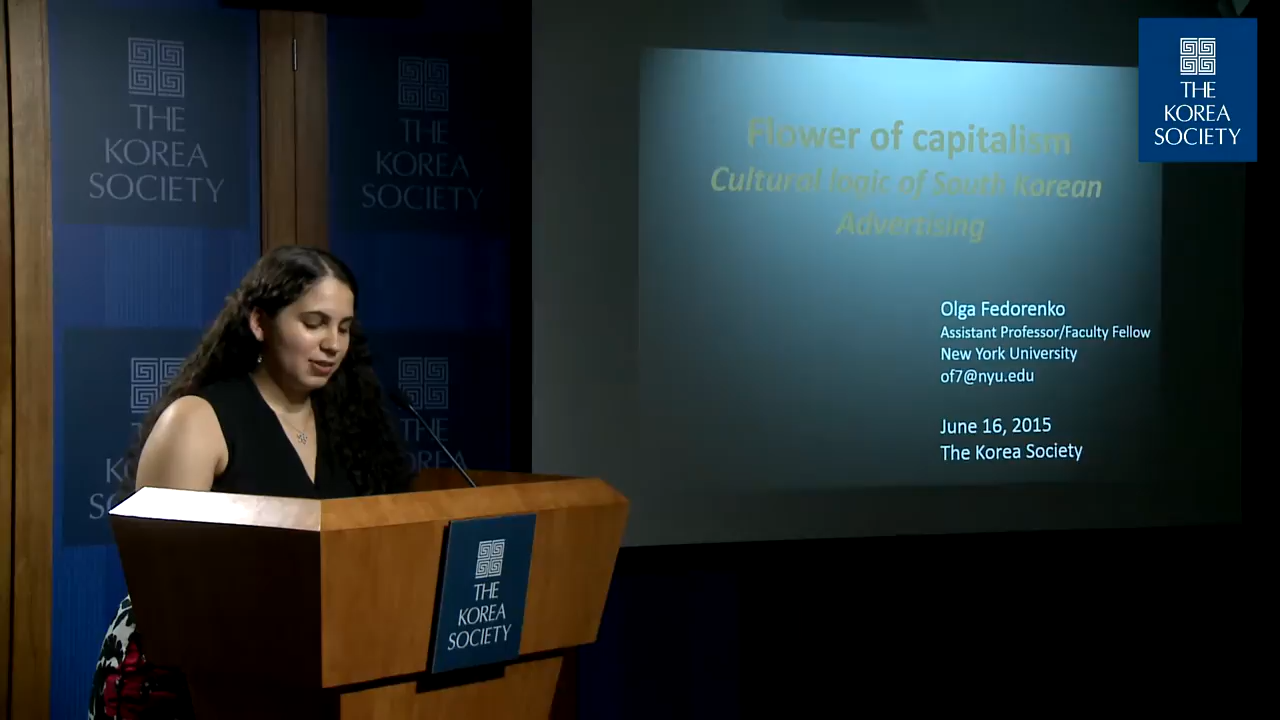 THE
KOREA
SOCIETY
THE
KOREA
SOCIETY
THE
KOREA
SOCIETY
Flower of capitalism
Cultural logic of South Korean
Advertising
Olga Fedorenko
Assistant Professor/Faculty Fellow
New York University
of7@nyu.edu
June 16, 2015
The Korea Society
THE
KOREA
THE
KOREA
SOCIETY